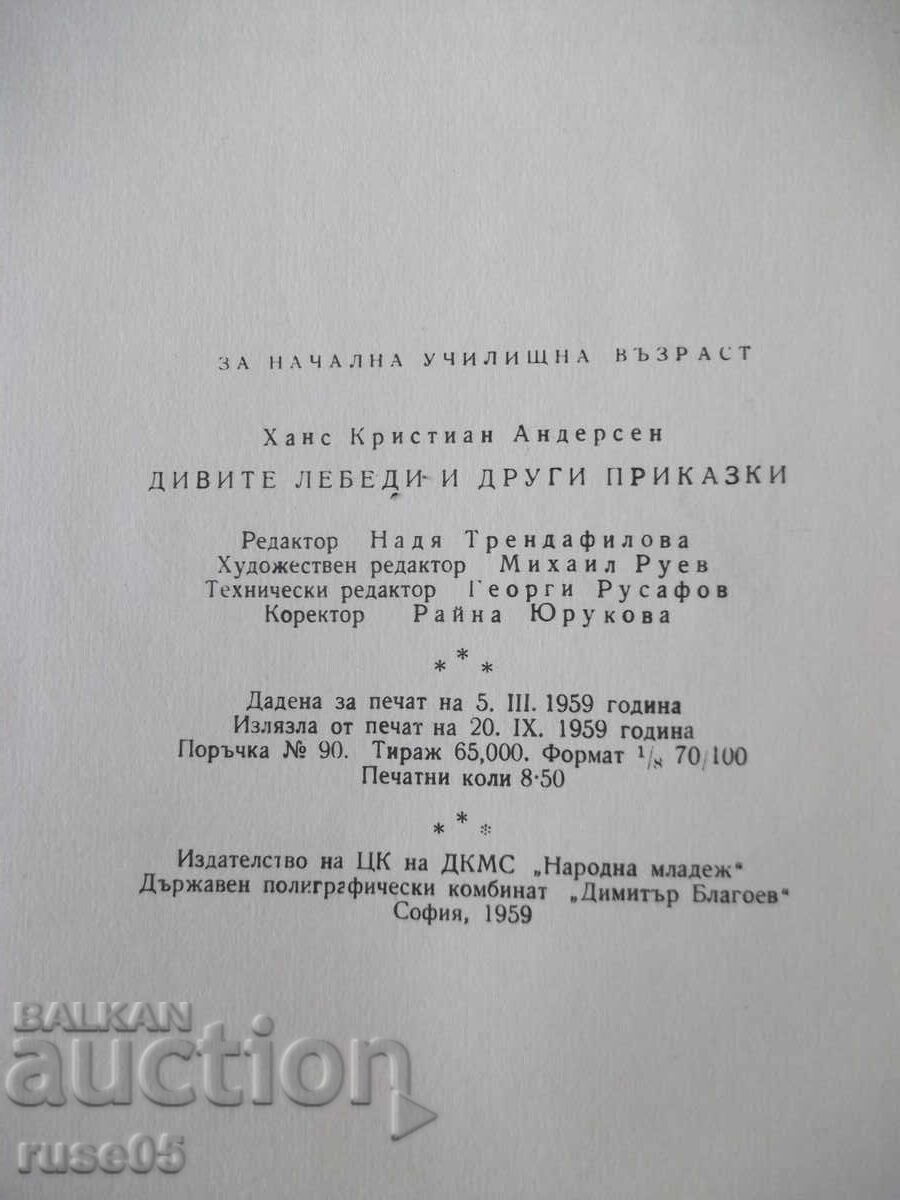 ЗА НАЧАЛНА УЧИЛИЩНА ВЪЗРАСТ
Ханс Кристиан Андерсен
ДИВИТЕ ЛЕБЕДИ И ДРУГИ ПРИКАЗКИ
Редактор Надя Трендафилова
Художествен редактор Михаил Руев
Технически редактор Георги Русафов
Коректор Райна Юрукова
* * *
Дадена за печат на 5. III. 1959 година
Излязла от печат на 20. IX. 1959 година
Поръчка № 90. Тираж 65,000. Формат 1/8 70/100
Печатни коли 8·50
* * *
Издателство на ЦК на ДКМС „Народна младеж“
Държавен полиграфически комбинат „Димитър Благоев“
София, 1959
BALKAN
auction
ruse05